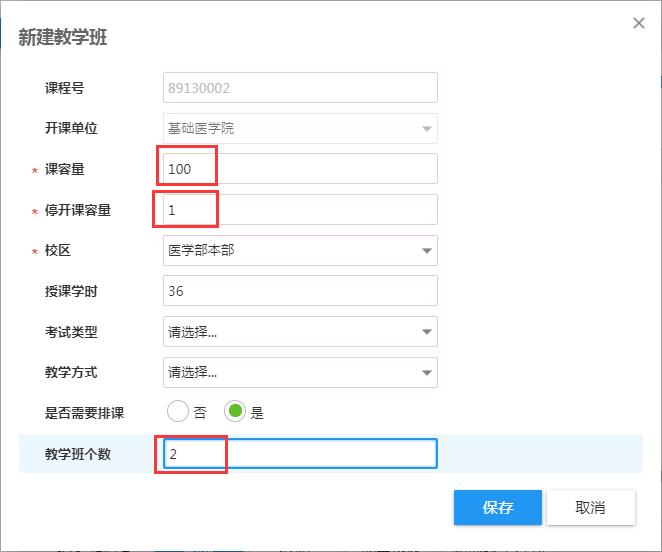 新建教学班
课程号 89130002
开课单位 基础医学院
* 课容量 100
* 停开课容量 1
* 校区 医学部本部
授课学时 36
考试类型 请选择...
教学方式 请选择...
是否需要排课 否 是
教学班个数 2
保存 取消